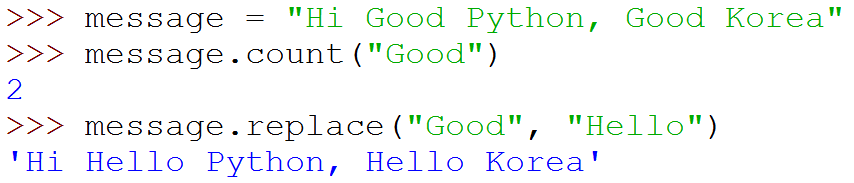 >>> message = "Hi Good Python, Good Korea"
>>> message.count("Good")
2
>>> message.replace("Good", "Hello")
'Hi Hello Python, Hello Korea'